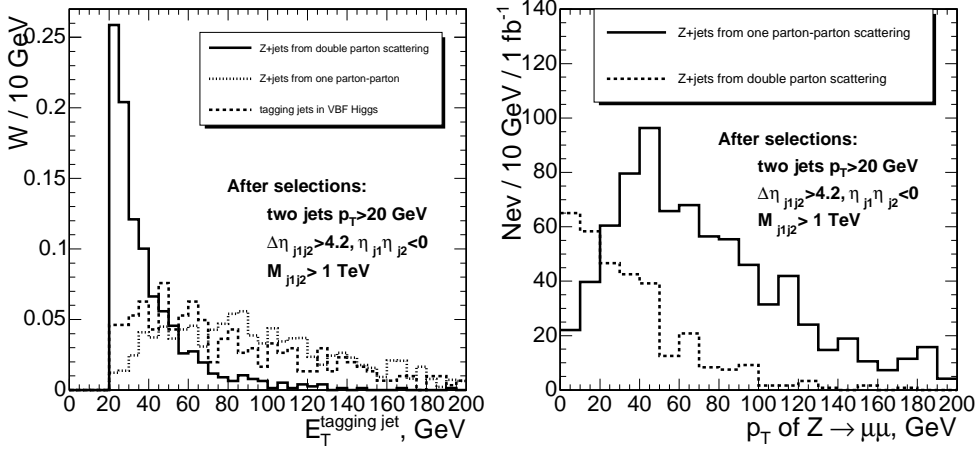 W / 10 GeV
0.25
0.2
0.15
0.1
0.05
0
Z+jets from double parton scattering
Z+jets from one parton-parton
tagging jets in VBF Higgs
After selections:
two jets p_T>20 GeV
Δη_j1j2>4.2, η_j1 η_j2<0
M_j1j2> 1 TeV
0 20 40 60 80 100 120 140 160 180 200
E_T^tagging jet, GeV
Nev / 10 GeV / 1 fb^-1
140
120
100
80
60
40
20
0
Z+jets from one parton-parton scattering
Z+jets from double parton scattering
After selections:
two jets p_T>20 GeV
Δη_j1j2>4.2, η_j1 η_j2<0
M_j1j2> 1 TeV
0 20 40 60 80 100 120 140 160 180 200
p_T of Z → μμ, GeV